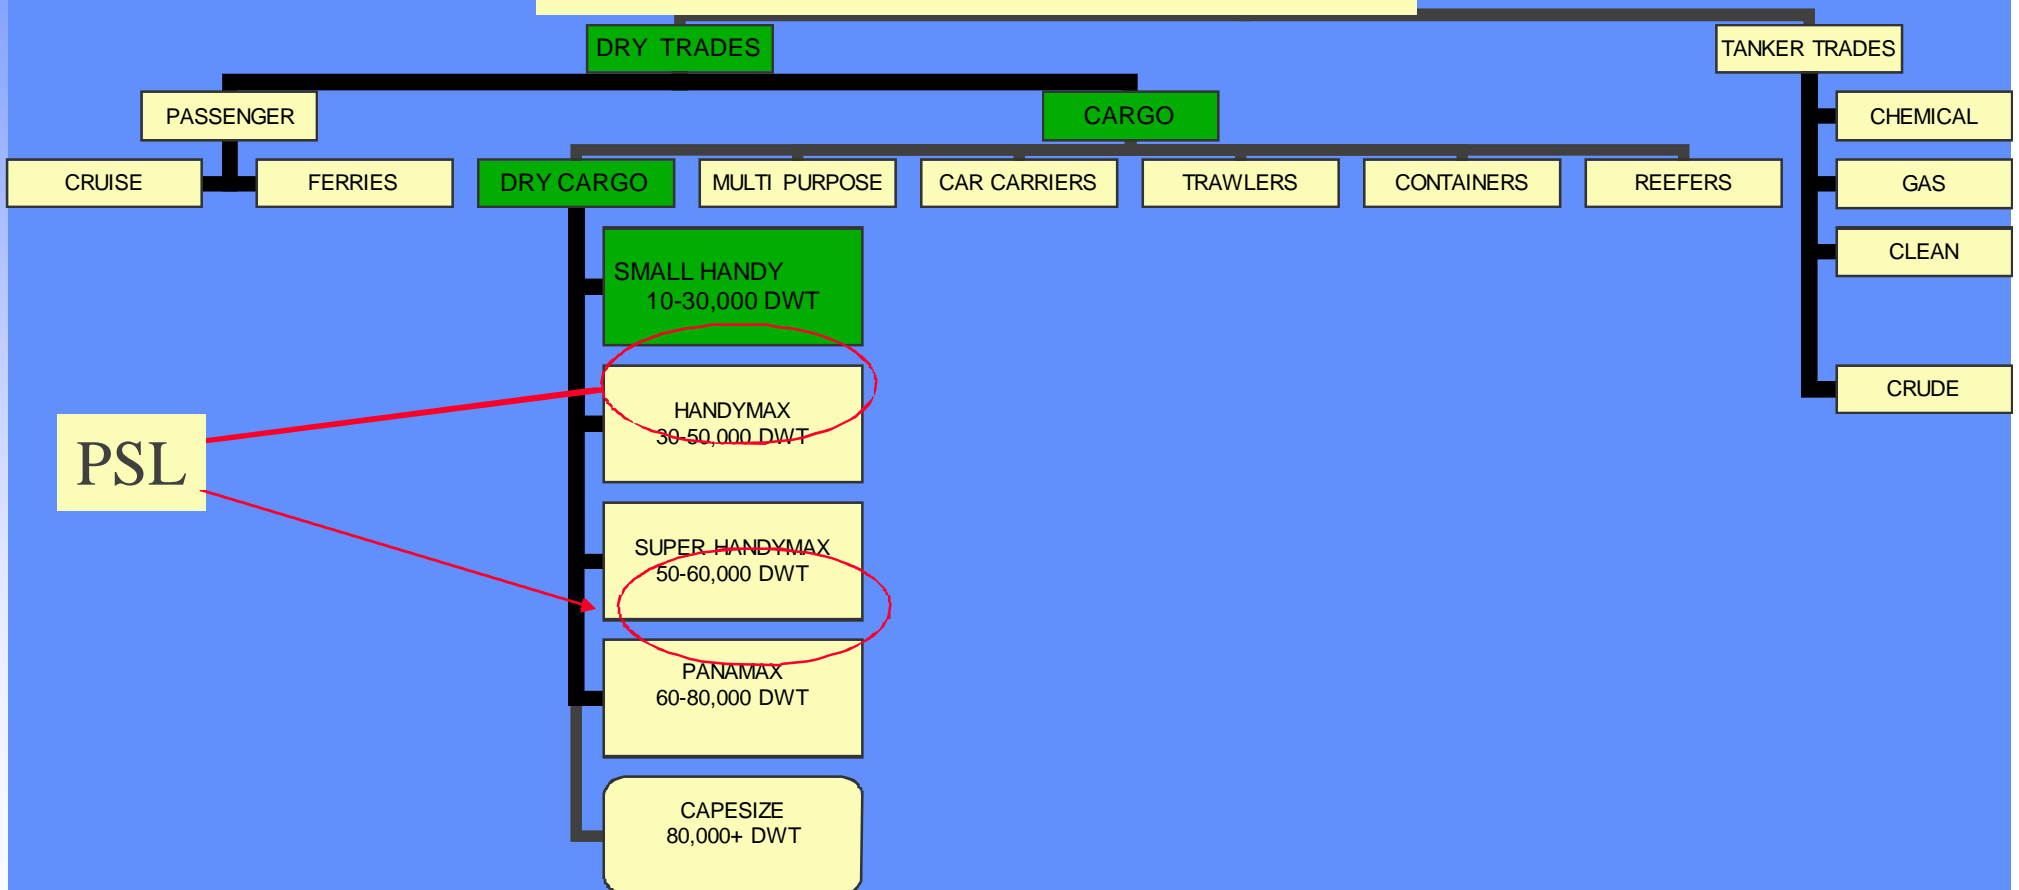 DRY TRADES
TANKER TRADES
PASSENGER
CARGO
CHEMICAL
CRUISE
FERRIES
DRY CARGO
MULTI PURPOSE
CAR CARRIERS
TRAWLERS
CONTAINERS
REEFERS
GAS
SMALL HANDY
10-30,000 DWT
CLEAN
HANDYMAX
30-50,000 DWT
CRUDE
PSL
SUPER HANDYMAX
50-60,000 DWT
PANAMAX
60-80,000 DWT
CAPESIZE
80,000+ DWT